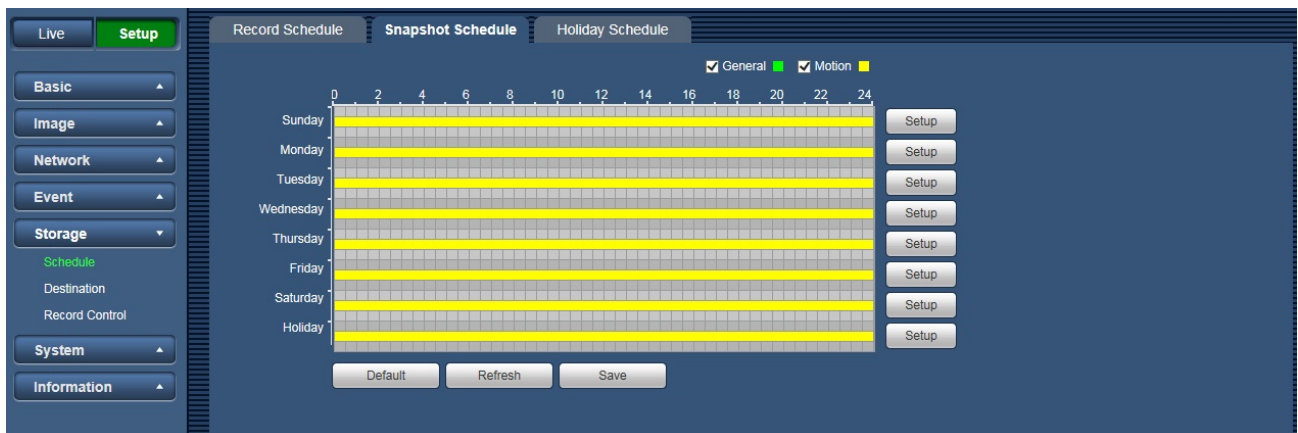 Live Setup
Basic
Image
Network
Event
Storage
Schedule
Destination
Record Control
System
Information
Record Schedule Snapshot Schedule Holiday Schedule
General Motion
0 2 4 6 8 10 12 14 16 18 20 22 24
Sunday Setup
Monday Setup
Tuesday Setup
Wednesday Setup
Thursday Setup
Friday Setup
Saturday Setup
Holiday Setup
Default Refresh Save